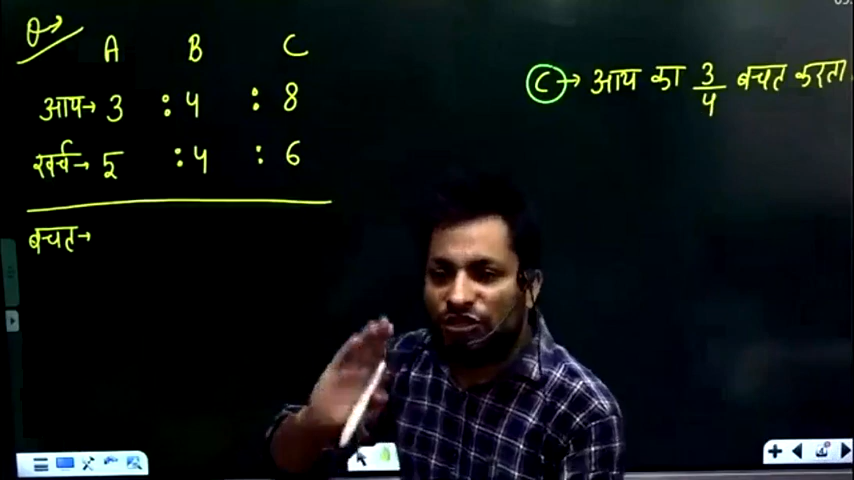 Q→
A B C
आय→ 3 : 4 : 8
खर्च→ 5 : 4 : 6
बचत→
C → आय का 3/4 बचत करता